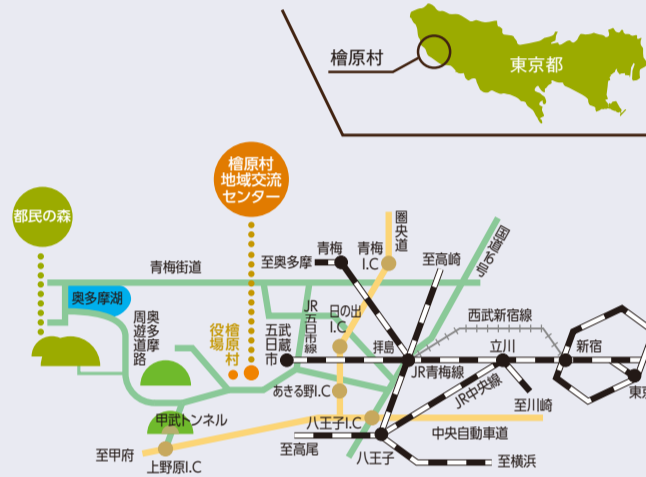 檜原村
東京都
檜原村
地域交流
センター
都民の森
圏央道
国道16号
青梅
青梅
I.C
至奥多摩
至高崎
青梅街道
奥多摩湖
奥多摩
周遊道路
檜原村
役場
武蔵
五日市
JR五日市線
日の出
I.C
拝島
西武新宿線
立川
新宿
JR青梅線
東京
JR中央線
至川崎
あきる野I.C
甲武トンネル
八王子I.C
中央自動車道
至甲府
上野原I.C
至高尾
八王子
至横浜